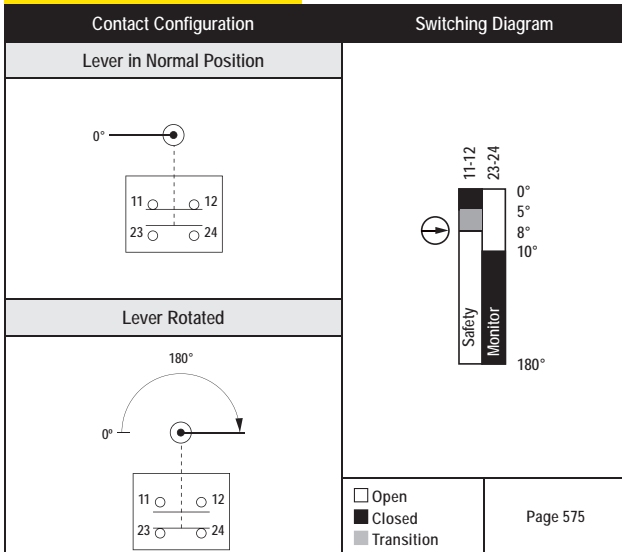 Contact Configuration
Switching Diagram
Lever in Normal Position
0°
11 12
23 24
Lever Rotated
180°
0°
11 12
23 24
11-12
23-24
0°
5°
8°
10°
180°
Safety
Monitor
Open
Closed
Transition
Page 575